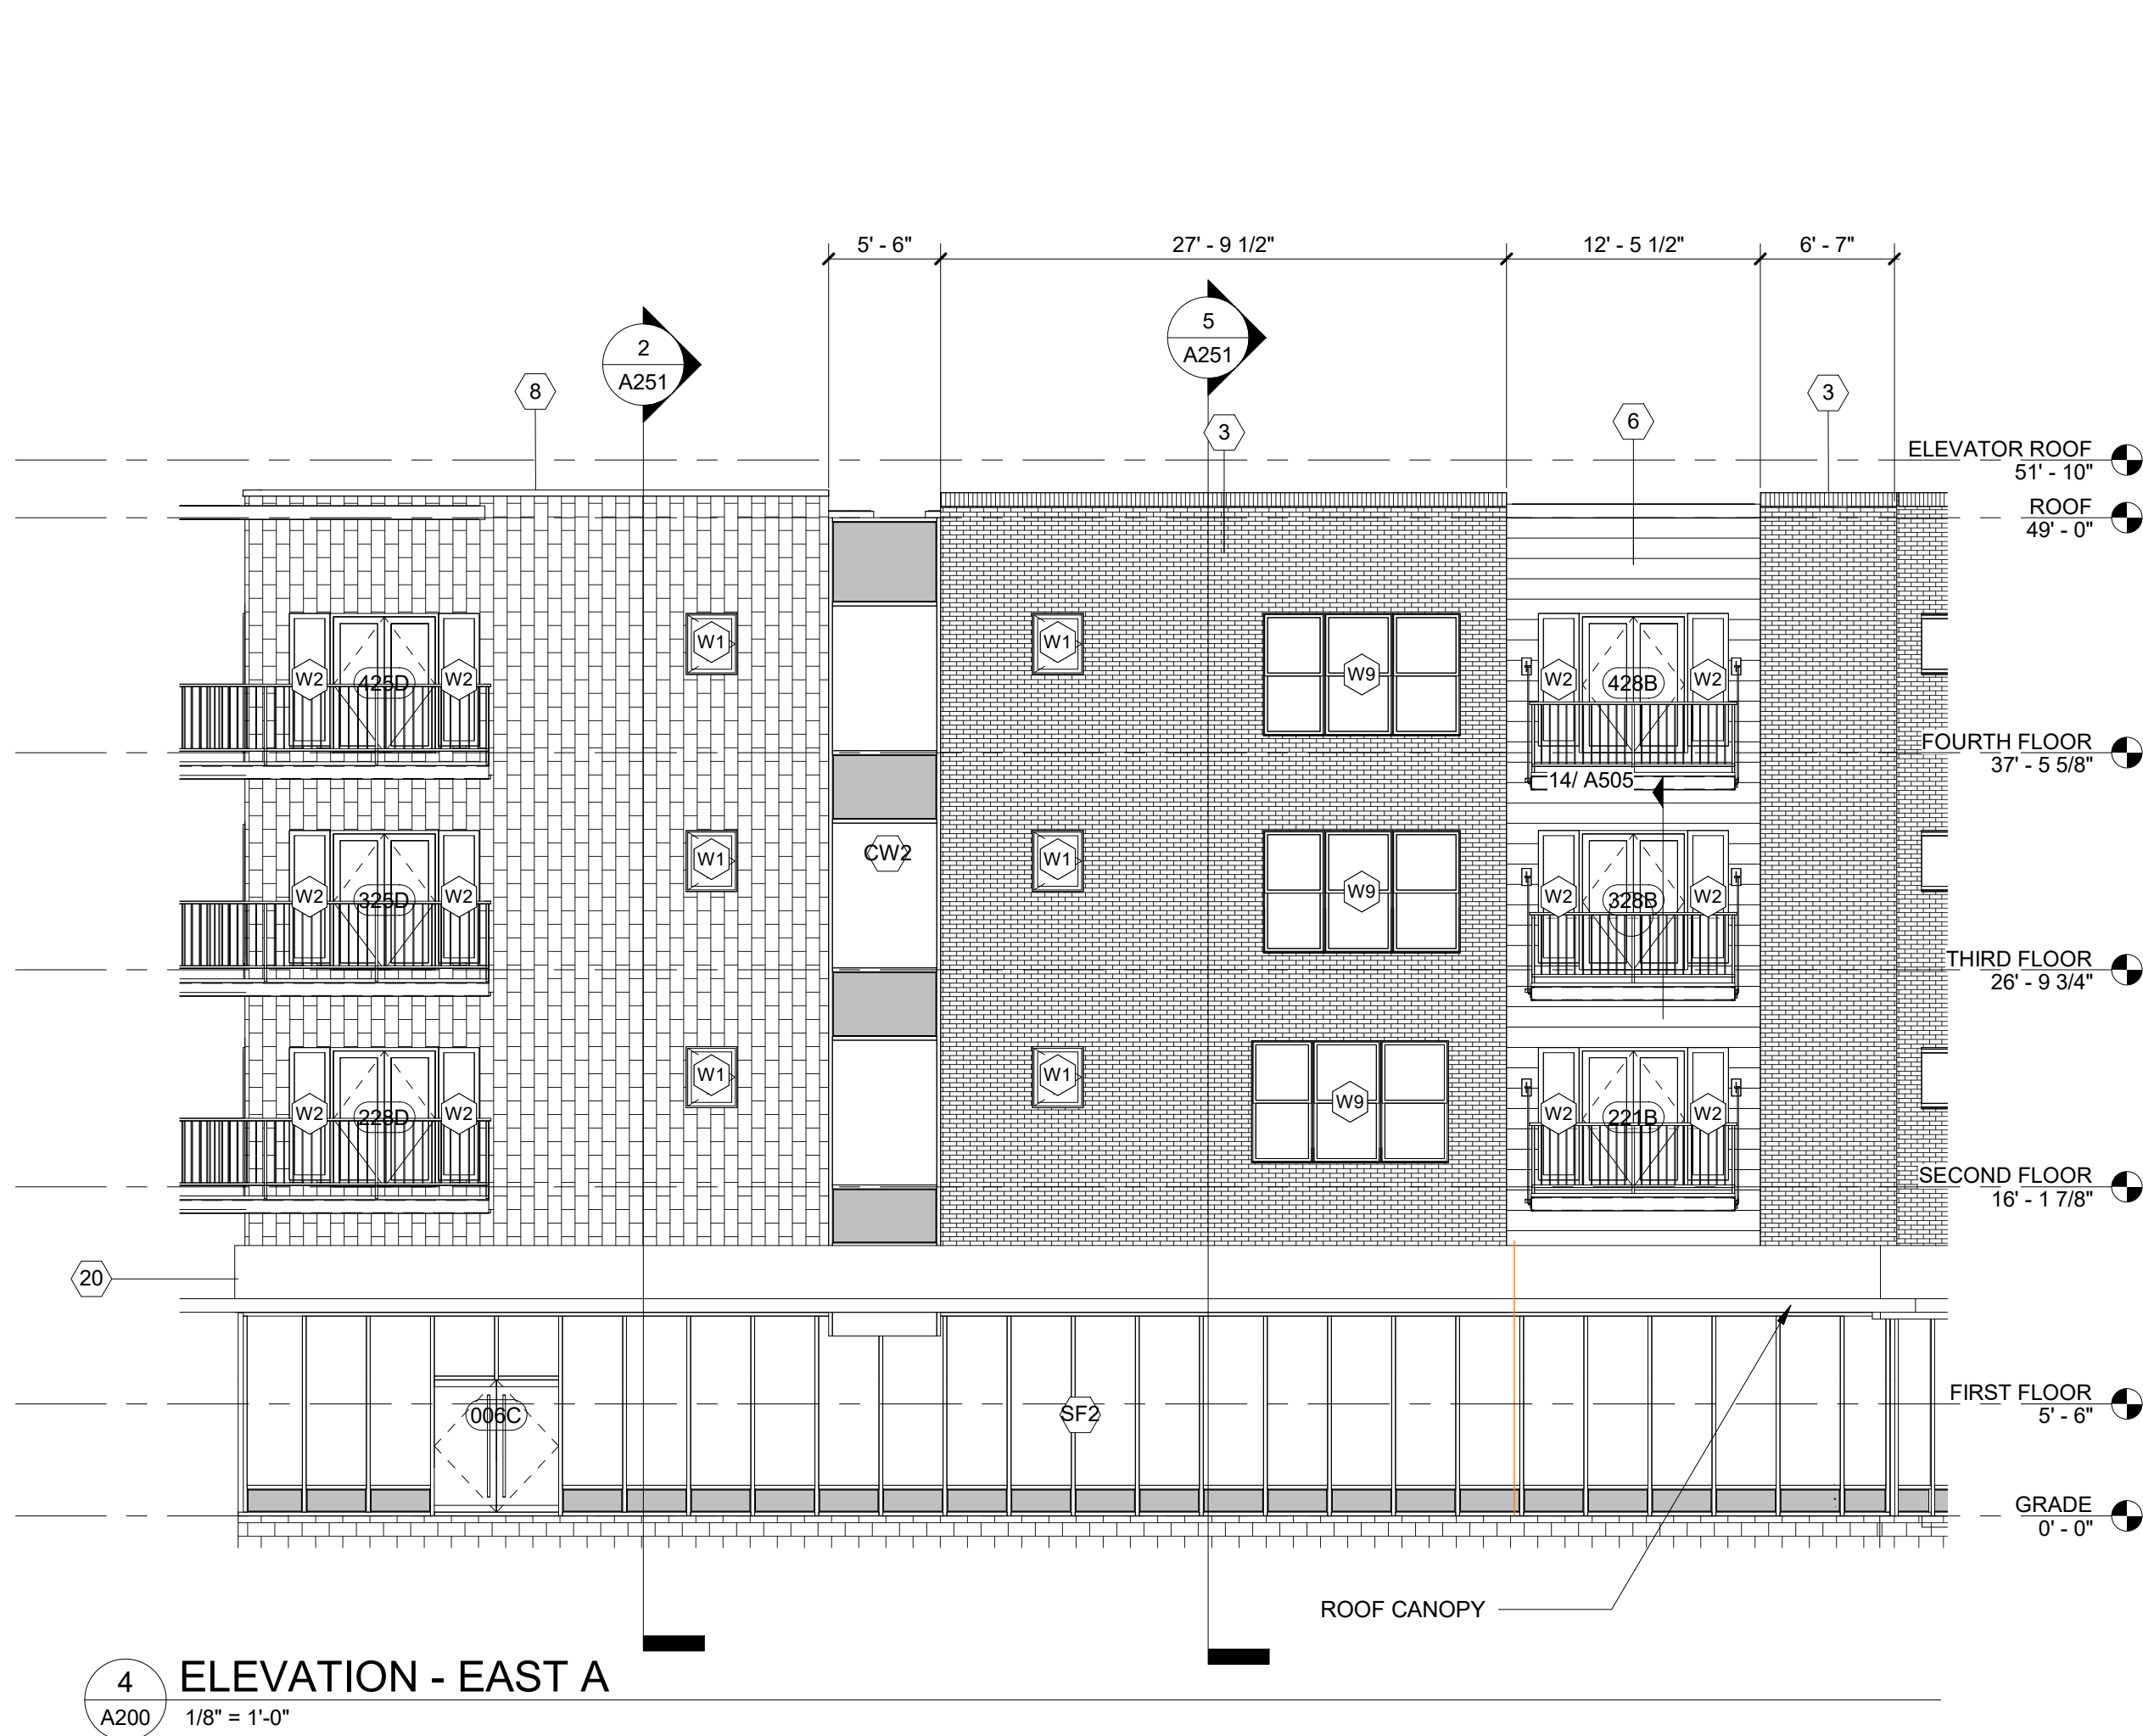 5' - 6"
27' - 9 1/2"
12' - 5 1/2"
6' - 7"
2
A251
5
A251
8
3
6
3
ELEVATOR ROOF
51' - 10"
ROOF
49' - 0"
W1
W1
W9
W2
425D
W2
W2
428B
W2
FOURTH FLOOR
37' - 5 5/8"
14/ A505
W1
CW2
W1
W9
W2
325D
W2
W2
328B
W2
THIRD FLOOR
26' - 9 3/4"
W1
W1
W9
W2
228D
W2
W2
221B
W2
SECOND FLOOR
16' - 1 7/8"
20
FIRST FLOOR
5' - 6"
006C
SF2
GRADE
0' - 0"
ROOF CANOPY
4
A200
ELEVATION - EAST A
1/8" = 1'-0"